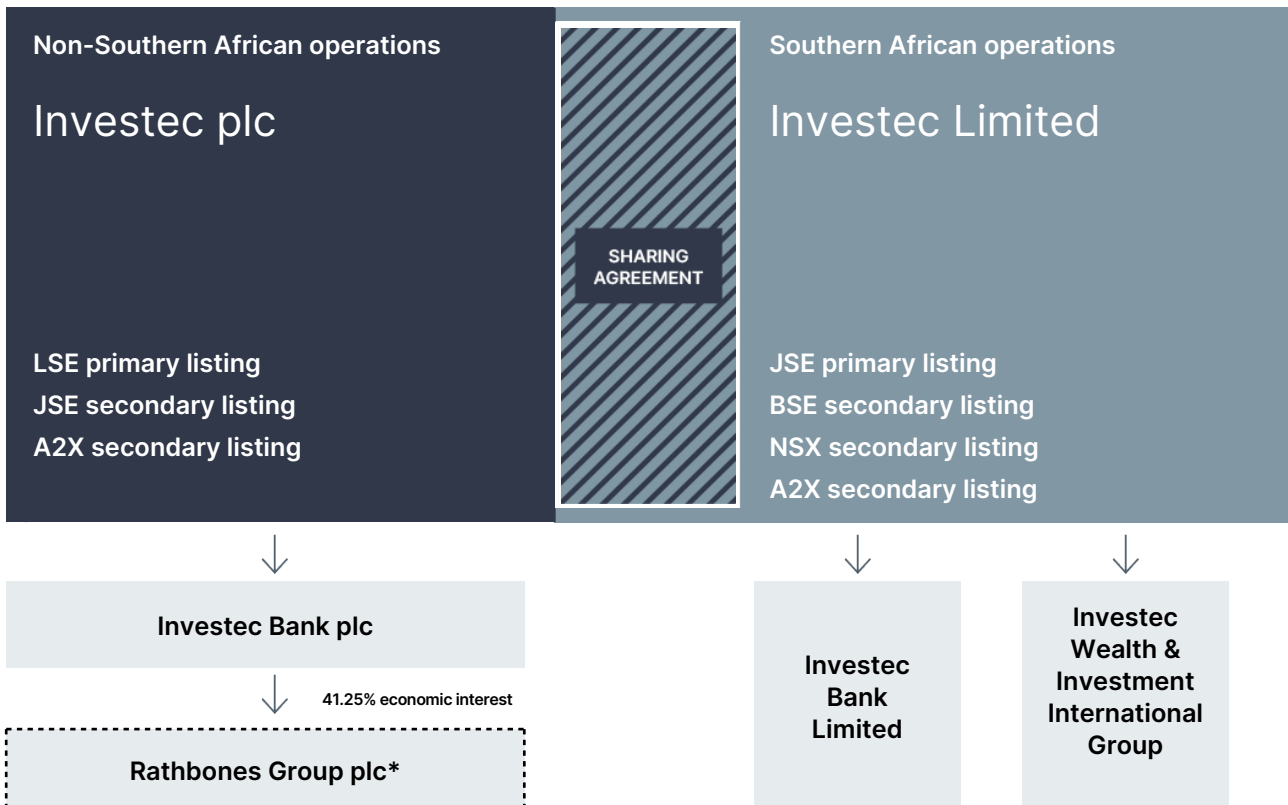 Non-Southern African operations
Investec plc
LSE primary listing
JSE secondary listing
A2X secondary listing
SHARING
AGREEMENT
Southern African operations
Investec Limited
JSE primary listing
BSE secondary listing
NSX secondary listing
A2X secondary listing
Investec Bank plc
41.25% economic interest
Rathbones Group plc*
Investec
Bank
Limited
Investec
Wealth &
Investment
International
Group